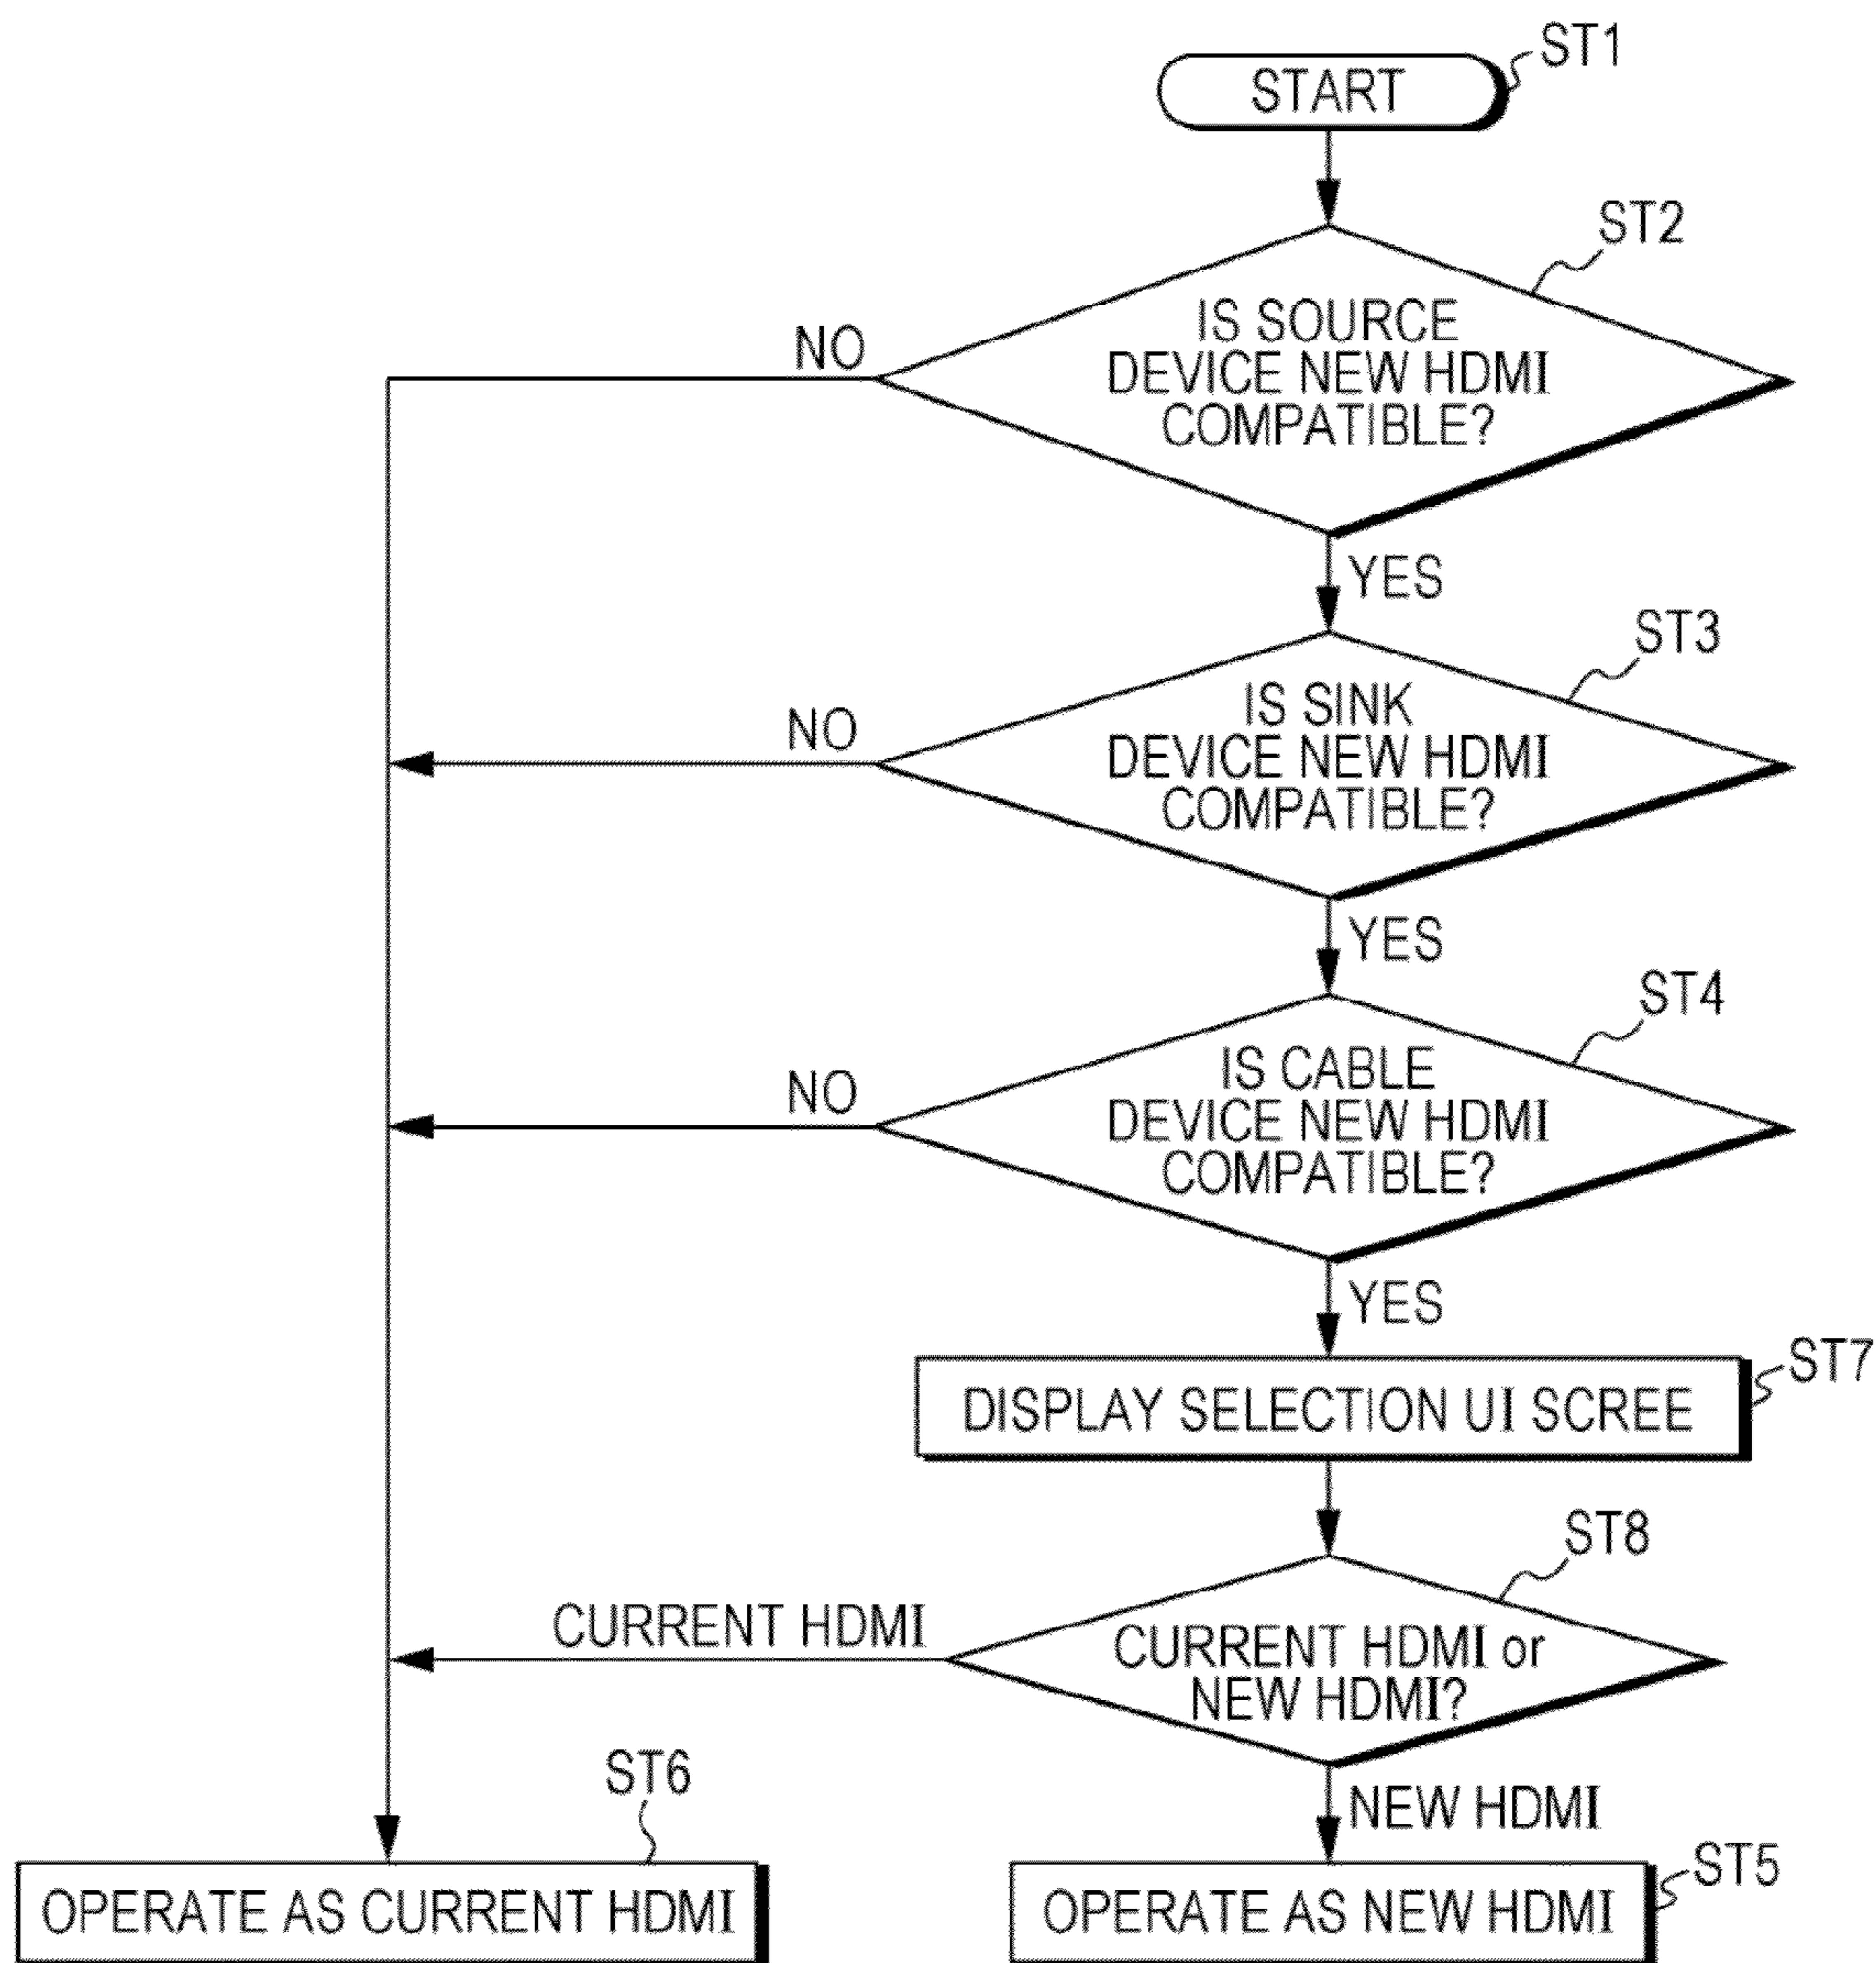 START
ST1
ST2
IS SOURCE
DEVICE NEW HDMI
COMPATIBLE?
NO
YES
ST3
IS SINK
DEVICE NEW HDMI
COMPATIBLE?
NO
YES
ST4
IS CABLE
DEVICE NEW HDMI
COMPATIBLE?
NO
YES
ST7
DISPLAY SELECTION UI SCREE
ST8
CURRENT HDMI
CURRENT HDMI or
NEW HDMI?
ST6
NEW HDMI
ST5
OPERATE AS CURRENT HDMI
OPERATE AS NEW HDMI